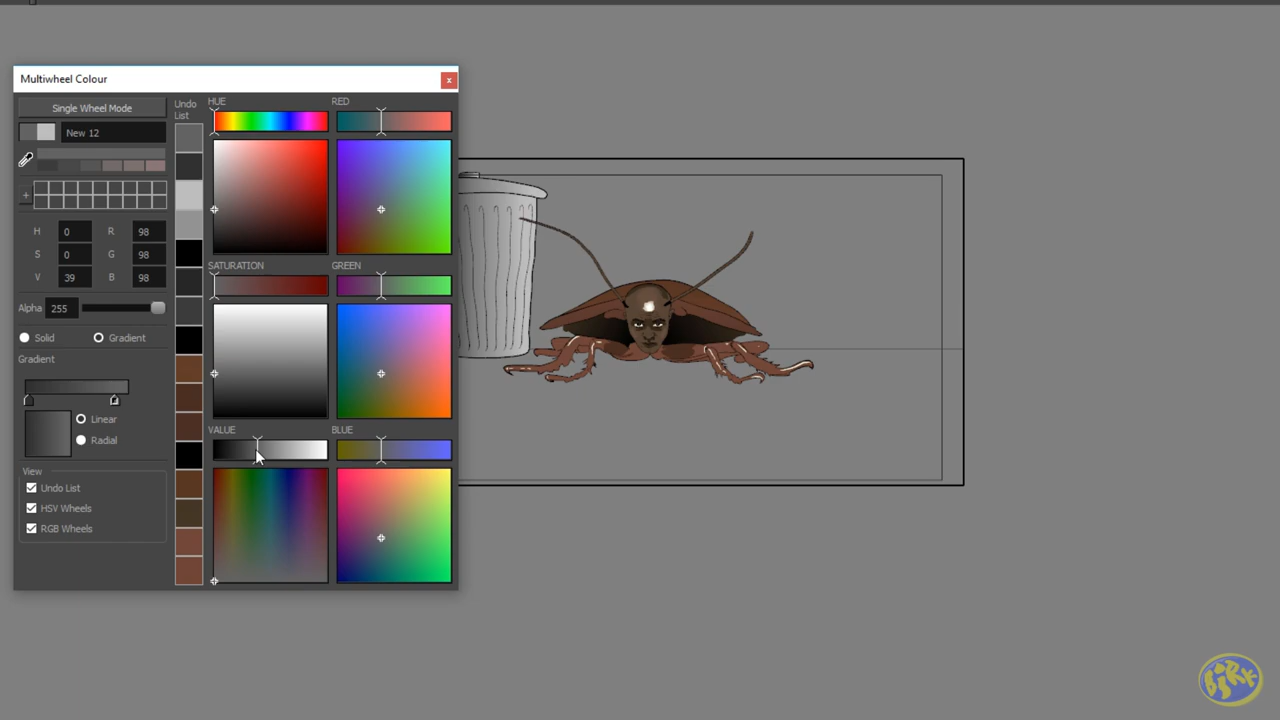 Multiwheel Colour
x
Single Wheel Mode
Undo List
HUE
RED
New 12
+
H 0 R 98
S 0 G 98
V 39 B 98
SATURATION
GREEN
Alpha 255
Solid
Gradient
Gradient
Linear
Radial
VALUE
BLUE
View
Undo List
HSV Wheels
RGB Wheels